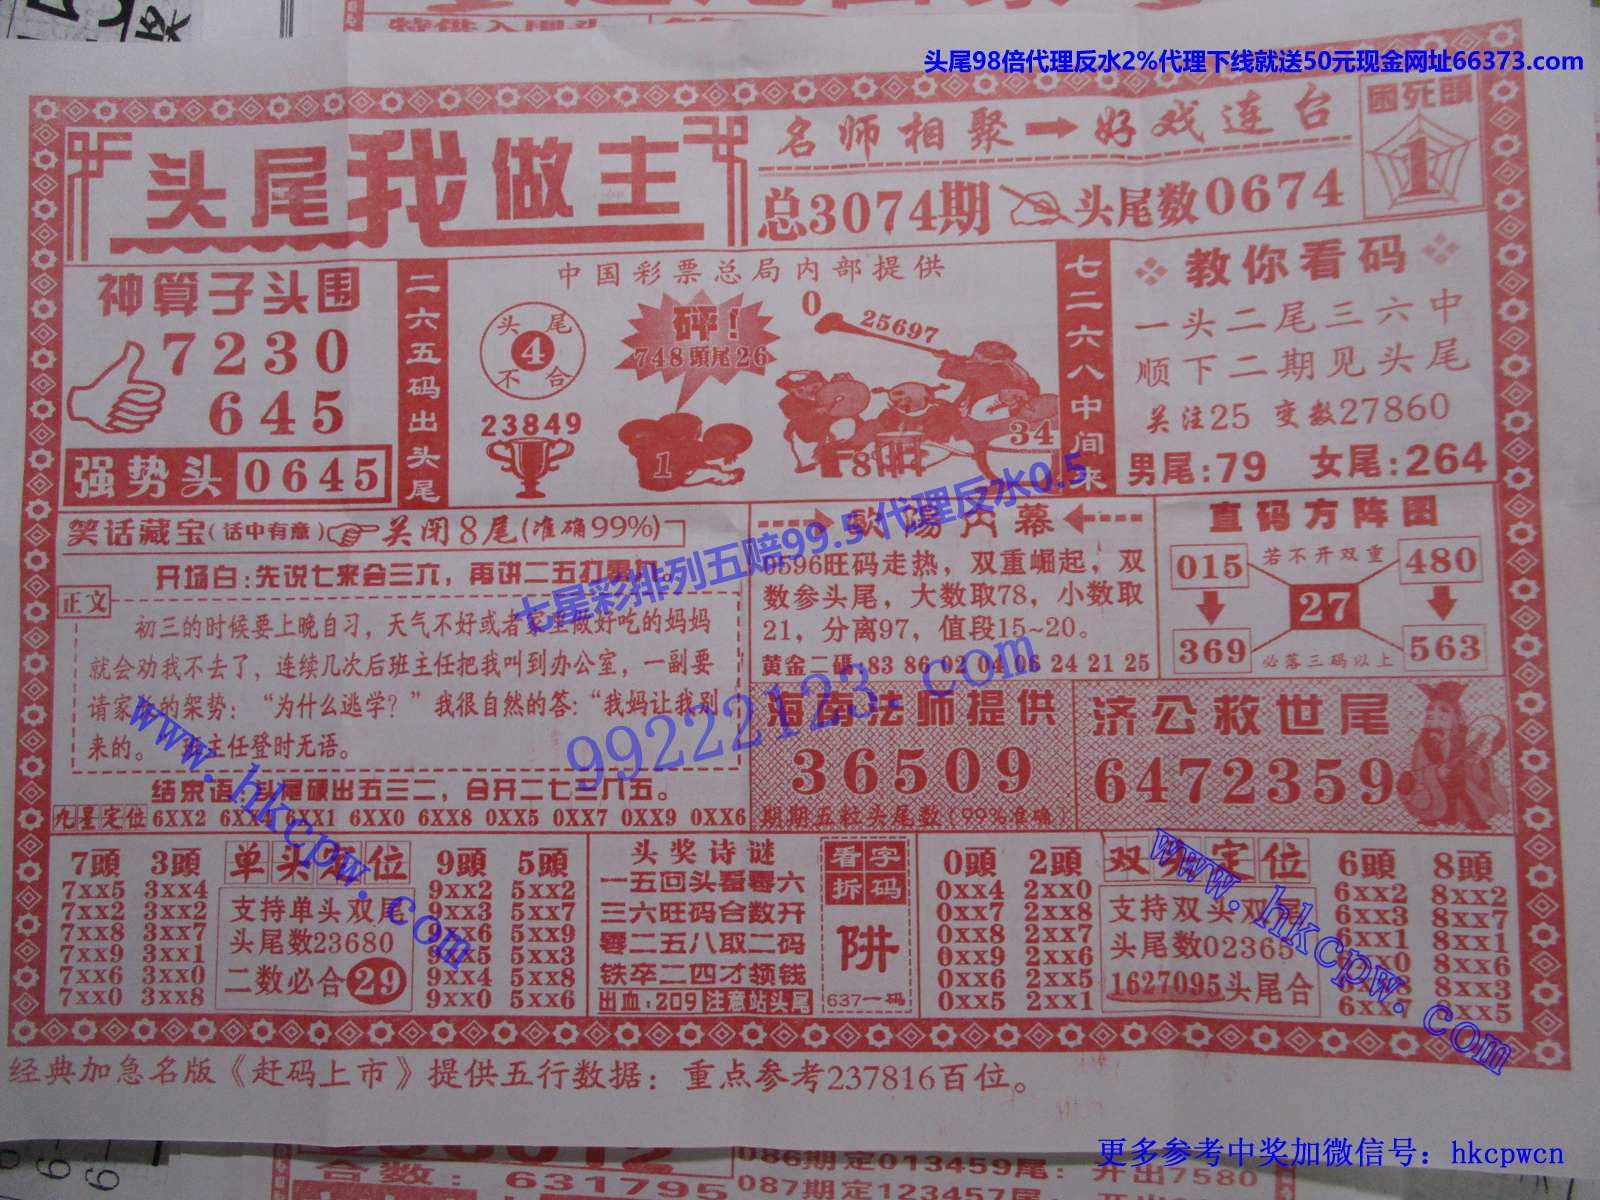 特供入围头
头尾98倍代理反水2%代理下线就送50元现金网址66373.com
头尾我做主
名师相聚→好戏连台
总3074期 头尾数0674
困死頭
1
神算子头围
7230
645
强势头 0645
二六五码出头尾
中国彩票总局内部提供
头尾
4
不合
23849
砰!
748頭尾26
1
0
25697
34
8
七二六八中间来
教你看码
一头二尾三六中
顺下二期见头尾
关注25 变数27860
男尾:79 女尾:264
笑话藏宝(话中有意) 关闭8尾(准确99%)
开场白:先说七来会三六,再讲二五打
正文
初三的时候要上晚自习,天气不好或者家里做好吃的妈妈
就会劝我不去了,连续几次后班主任把我叫到办公室,一副要
请家长的架势:“为什么逃学?”我很自然的答:“我妈让我别
来的。”班主任登时无语。
结束语:头尾硬出五三二,合开二七三八五。
九星定位 6XX2 6XX4 6XX1 6XX0 6XX8 0XX5 0XX7 0XX9 0XX6
欧陽内幕
0596旺码走热,双重崛起,双
数参头尾,大数取78,小数取
21,分离97,值段15~20。
黄金二碼:83 86 02 04 06 24 21 25
直码方阵图
015 若不开双重 480
27
369 必落三码以上 563
海南法师提供
36509
期期五粒头尾数(99%准确)
济公救世尾
6472359
7頭 3頭 单头定位 9頭 5頭
7xx5 3xx4 9xx2 5xx2
7xx2 3xx2 支持单头双尾 9xx3 5xx7
7xx8 3xx7 头尾数23680 9xx6 5xx9
7xx9 3xx1 9xx5 5xx3
7xx6 3xx0 二数必合29 9xx4 5xx8
7xx0 3xx8 9xx0 5xx6
头奖诗谜
一五回头看零六
三六旺码合数开
零二五八取二码
铁卒二四才领钱
出血:209 注意站头尾
看字拆码
阱
637一码
0頭 2頭 双头定位 6頭 8頭
0xx4 2xx0 6xx2 8xx2
0xx7 2xx8 支持双头双尾 6xx3 8xx7
0xx8 2xx7 头尾数02365 6xx1 8xx1
0xx9 2xx6 6xx0 8xx6
0xx6 2xx5 1627095头尾合 6xx8 8xx3
0xx5 2xx1 6xx7 8xx5
经典加急名版《赶码上市》提供五行数据:重点参考237816百位。
七星彩排列五赔99.5 代理反水0.5
99222123.com
www.hkcpw.com
www.hkcpw.com
合数:631795
086期定013459尾:开出7580
087期定123457尾:
更多参考中奖加微信号:hkcpwcn